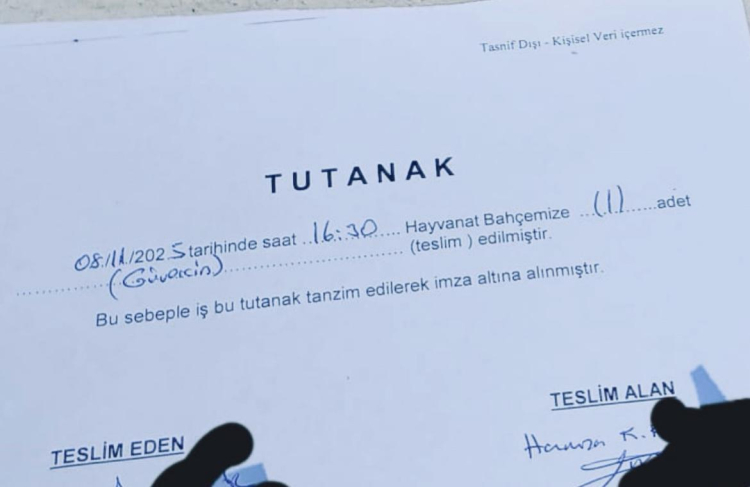 Tasnif Dışı - Kişisel Veri içermez
TUTANAK
08/11/2025 tarihinde saat ..16:30..... Hayvanat Bahçemize ...(1)......adet
.................(Güvercin)................................. (teslim ) edilmiştir.
Bu sebeple iş bu tutanak tanzim edilerek imza altına alınmıştır.
TESLİM ALAN
TESLİM EDEN
Hamza K.